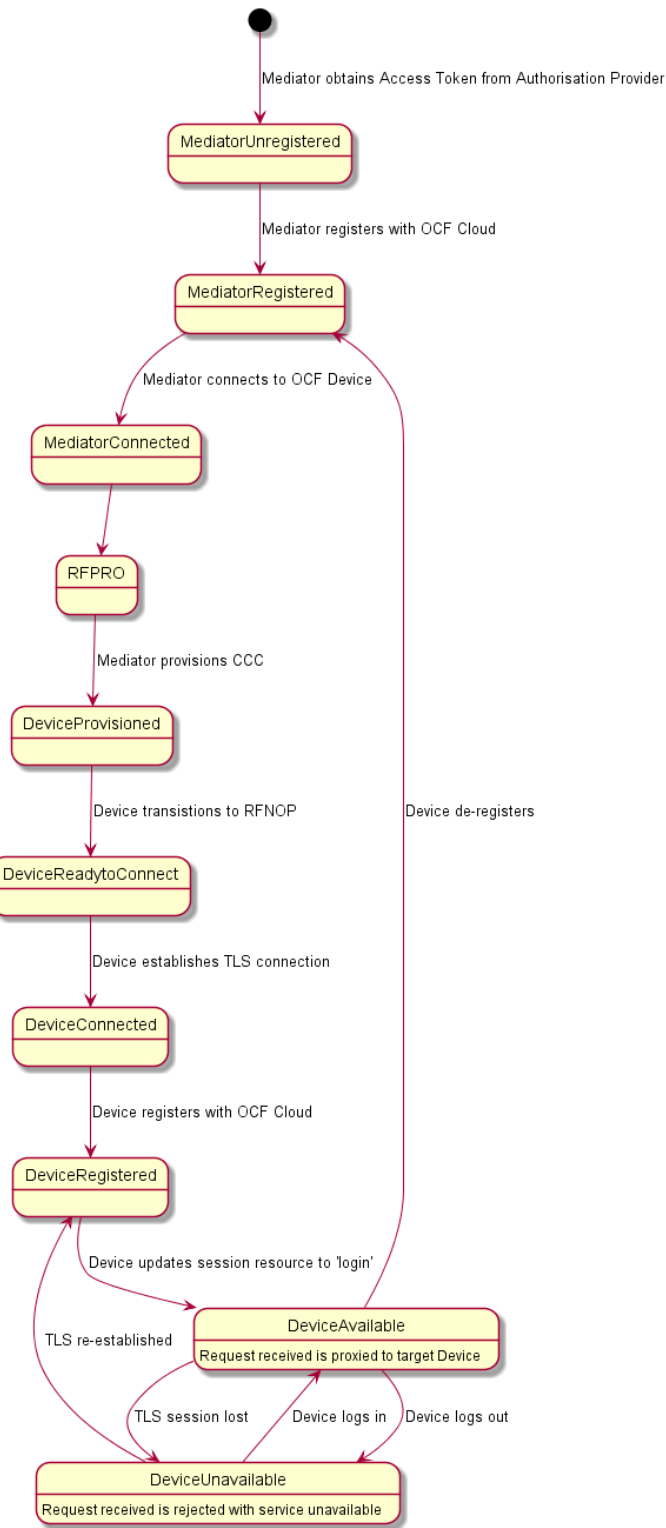 Mediator obtains Access Token from Authorisation Provider
MediatorUnregistered
Mediator registers with OCF Cloud
MediatorRegistered
Mediator connects to OCF Device
MediatorConnected
RFPRO
Mediator provisions CCC
DeviceProvisioned
Device transistions to RFNOP
Device de-registers
DeviceReadytoConnect
Device establishes TLS connection
DeviceConnected
Device registers with OCF Cloud
DeviceRegistered
Device updates session resource to 'login'
DeviceAvailable
TLS re-established
Request received is proxied to target Device
TLS session lost
Device logs in
Device logs out
DeviceUnavailable
Request received is rejected with service unavailable